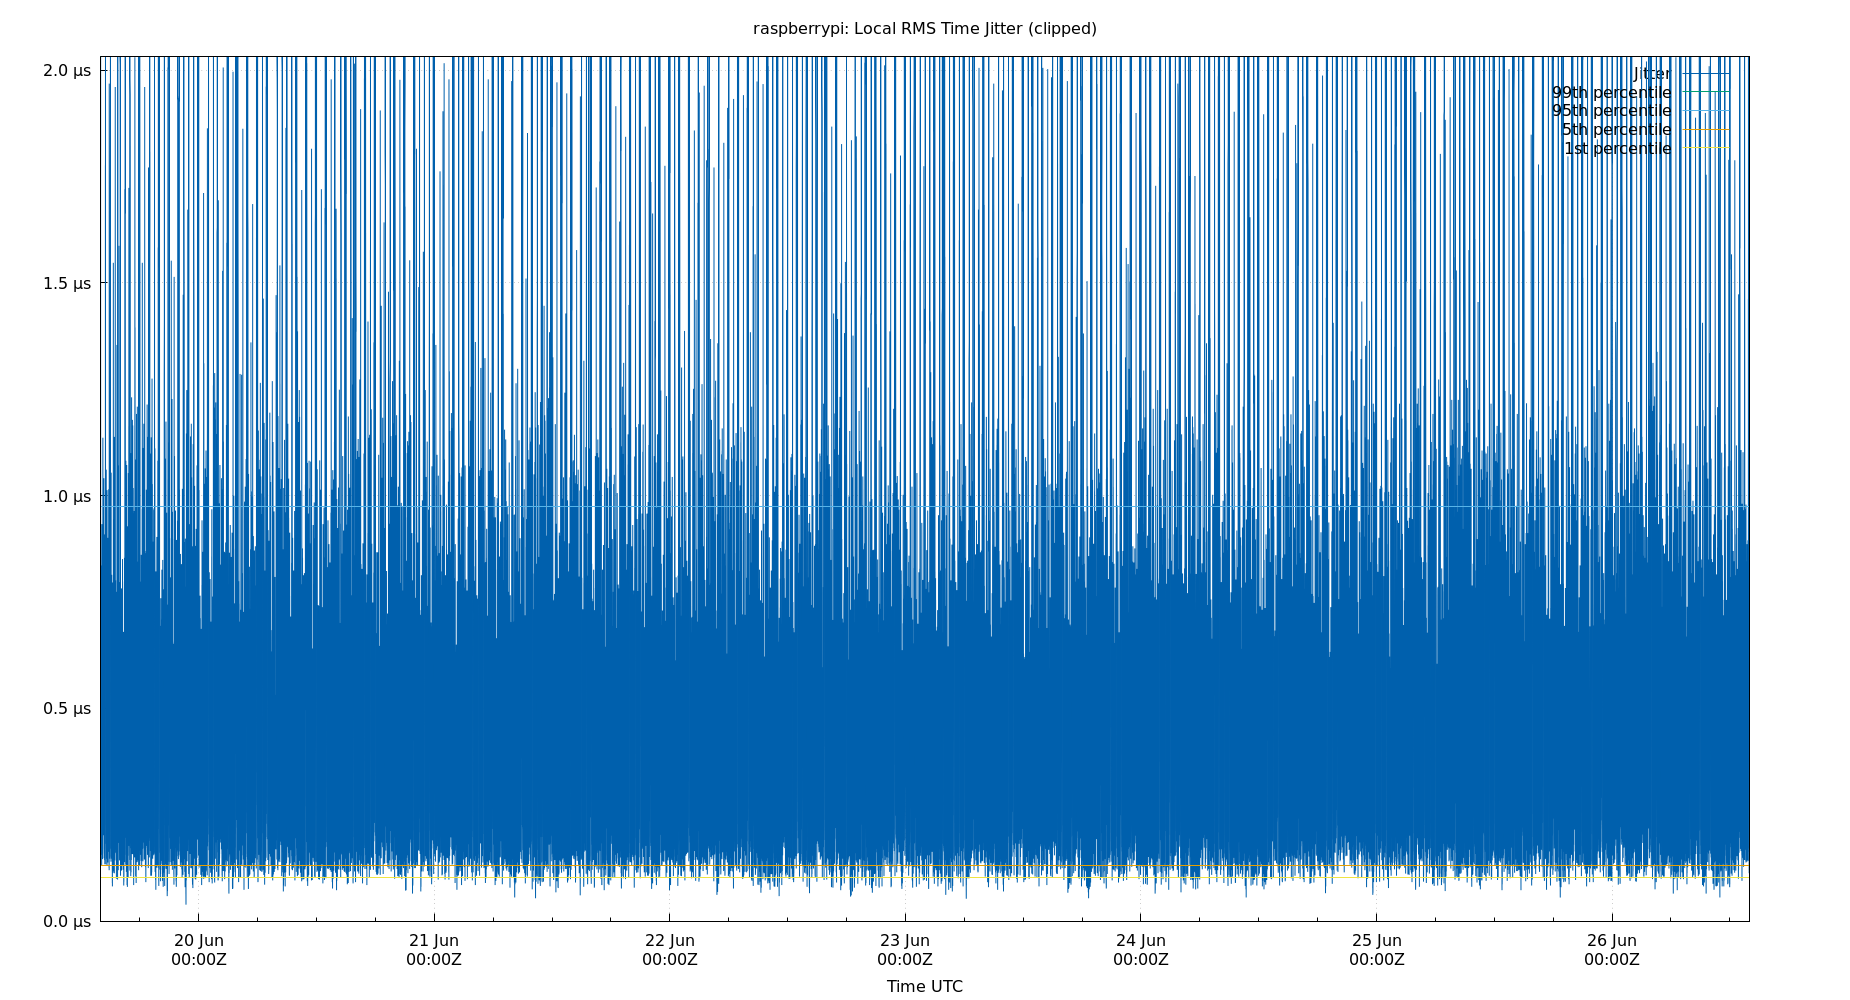 raspberrypi: Local RMS Time Jitter (clipped)
2.0 µs
Jitter
99th percentile
95th percentile
5th percentile
1st percentile
1.5 µs
1.0 µs
0.5 µs
0.0 µs
20 Jun 21 Jun 22 Jun 23 Jun 24 Jun 25 Jun 26 Jun
00:00Z 00:00Z 00:00Z 00:00Z 00:00Z 00:00Z 00:00Z
Time UTC